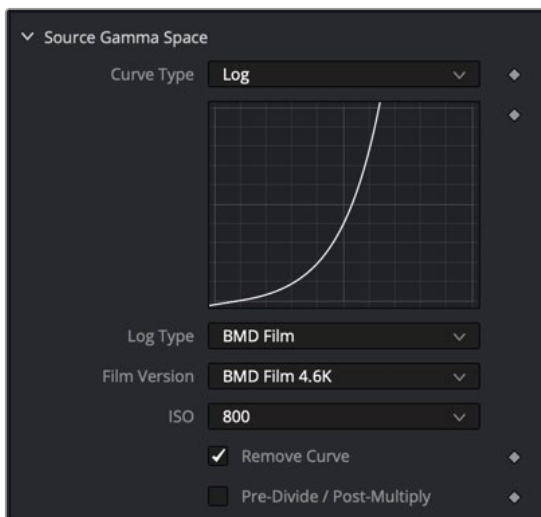 Source Gamma Space
Curve Type Log
Log Type BMD Film
Film Version BMD Film 4.6K
ISO 800
Remove Curve
Pre-Divide / Post-Multiply